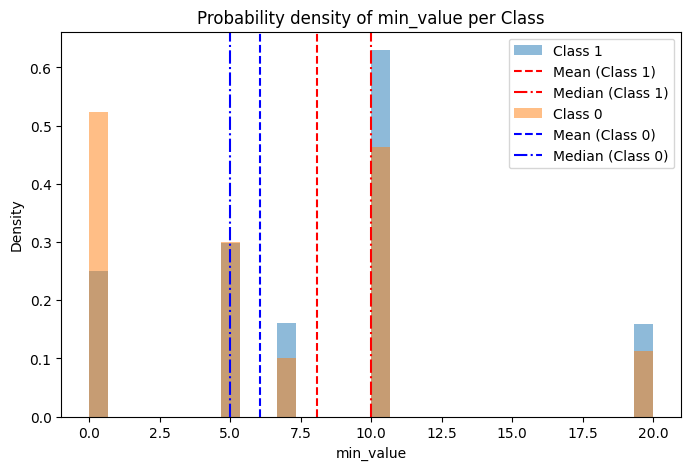 Probability density of min_value per Class
Class 1
Mean (Class 1)
Median (Class 1)
Class 0
Mean (Class 0)
Median (Class 0)
Density
0.6
0.5
0.4
0.3
0.2
0.1
0.0
0.0 2.5 5.0 7.5 10.0 12.5 15.0 17.5 20.0
min_value